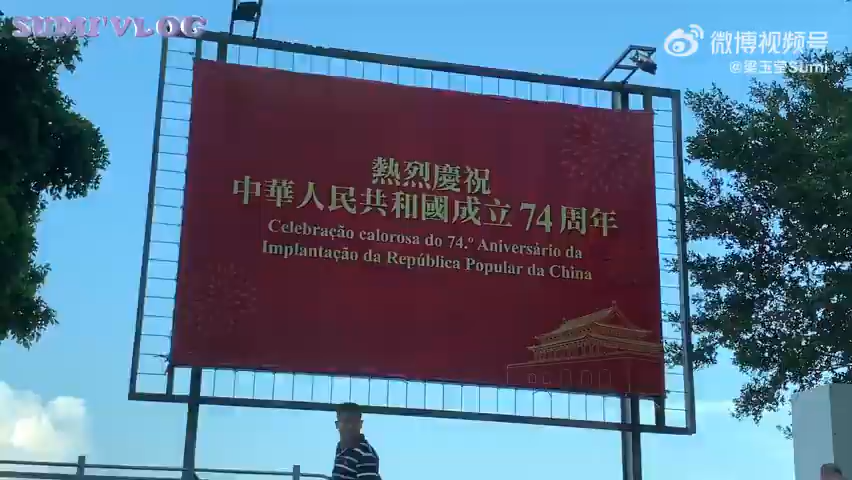 SUMI'VLOG
微博视频号
@梁玉莹Sumi
熱烈慶祝
中華人民共和國成立74周年
Celebração calorosa do 74.º Aniversário da
Implantação da República Popular da China